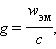 g = w_эм / c,